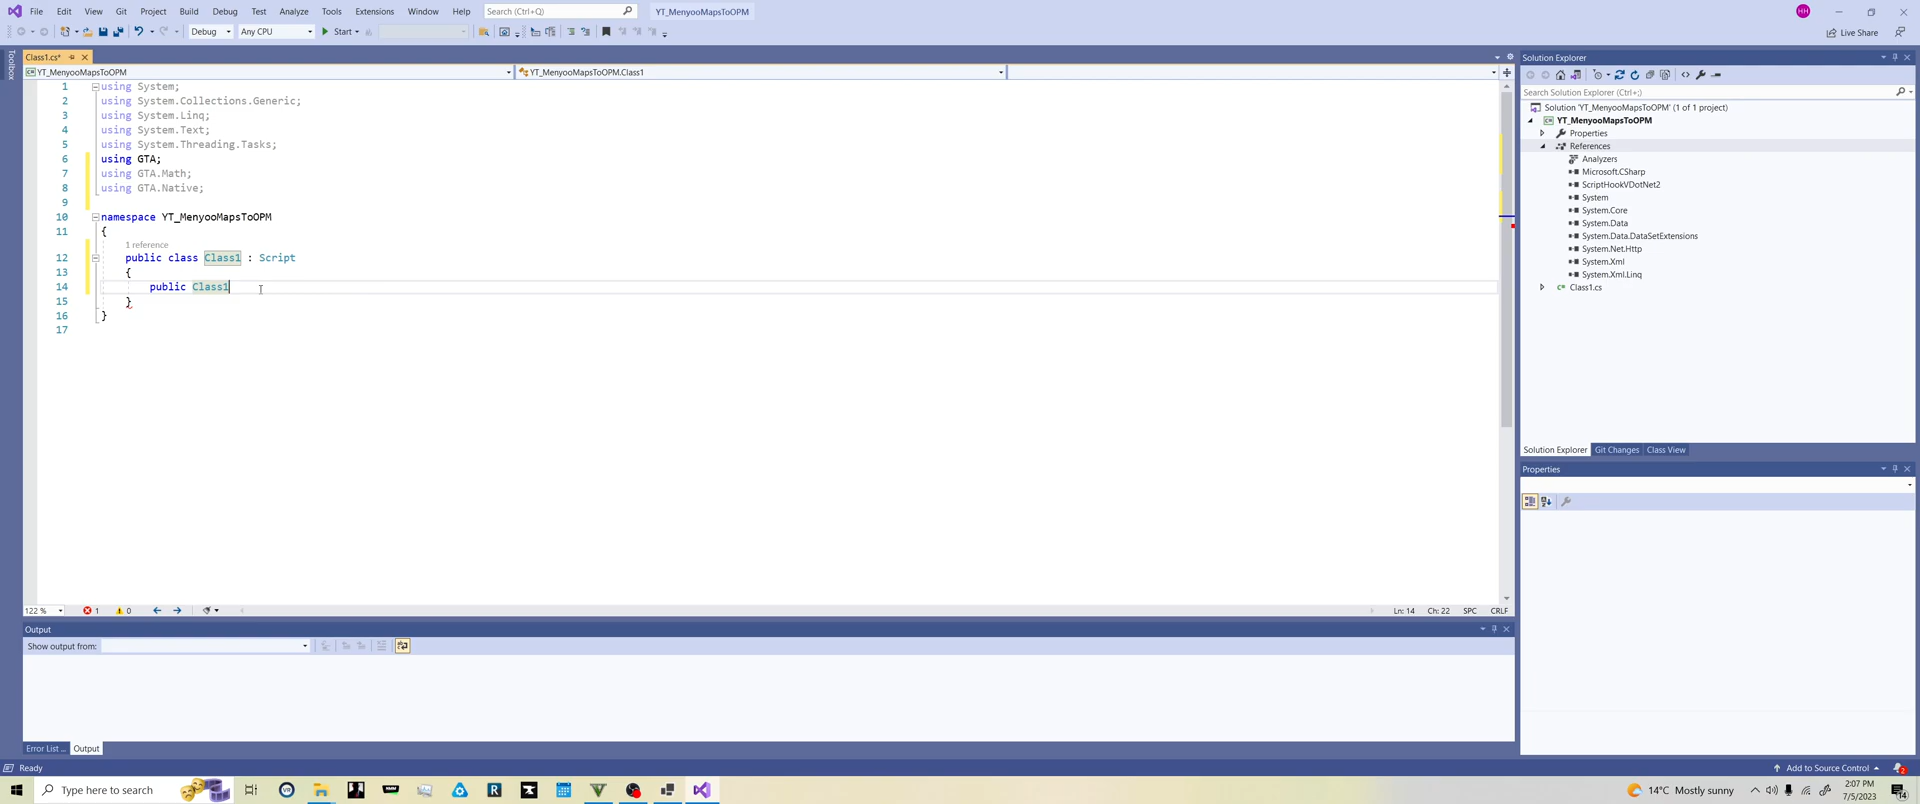 File Edit View Git Project Build Debug Test Analyze Tools Extensions Window Help Search (Ctrl+Q) YT_MenyooMapsToOPM HH
Live Share
Debug Any CPU Start
Toolbox
Class1.cs*
YT_MenyooMapsToOPM YT_MenyooMapsToOPM.Class1
1 using System;
2 using System.Collections.Generic;
3 using System.Linq;
4 using System.Text;
5 using System.Threading.Tasks;
6 using GTA;
7 using GTA.Math;
8 using GTA.Native;
9
10 namespace YT_MenyooMapsToOPM
11 {
1 reference
12 public class Class1 : Script
13 {
14 public Class1
15 }
16 }
17
122 % 1 0 Ln: 14 Ch: 22 SPC CRLF
Output
Show output from:
Error List ... Output
Solution Explorer
Search Solution Explorer (Ctrl+;)
Solution 'YT_MenyooMapsToOPM' (1 of 1 project)
YT_MenyooMapsToOPM
Properties
References
Analyzers
Microsoft.CSharp
ScriptHookVDotNet2
System
System.Core
System.Data
System.Data.DataSetExtensions
System.Net.Http
System.Xml
System.Xml.Linq
Class1.cs
Solution Explorer Git Changes Class View
Properties
Ready Add to Source Control 2
Type here to search 14°C Mostly sunny 2:07 PM
7/5/2023 14